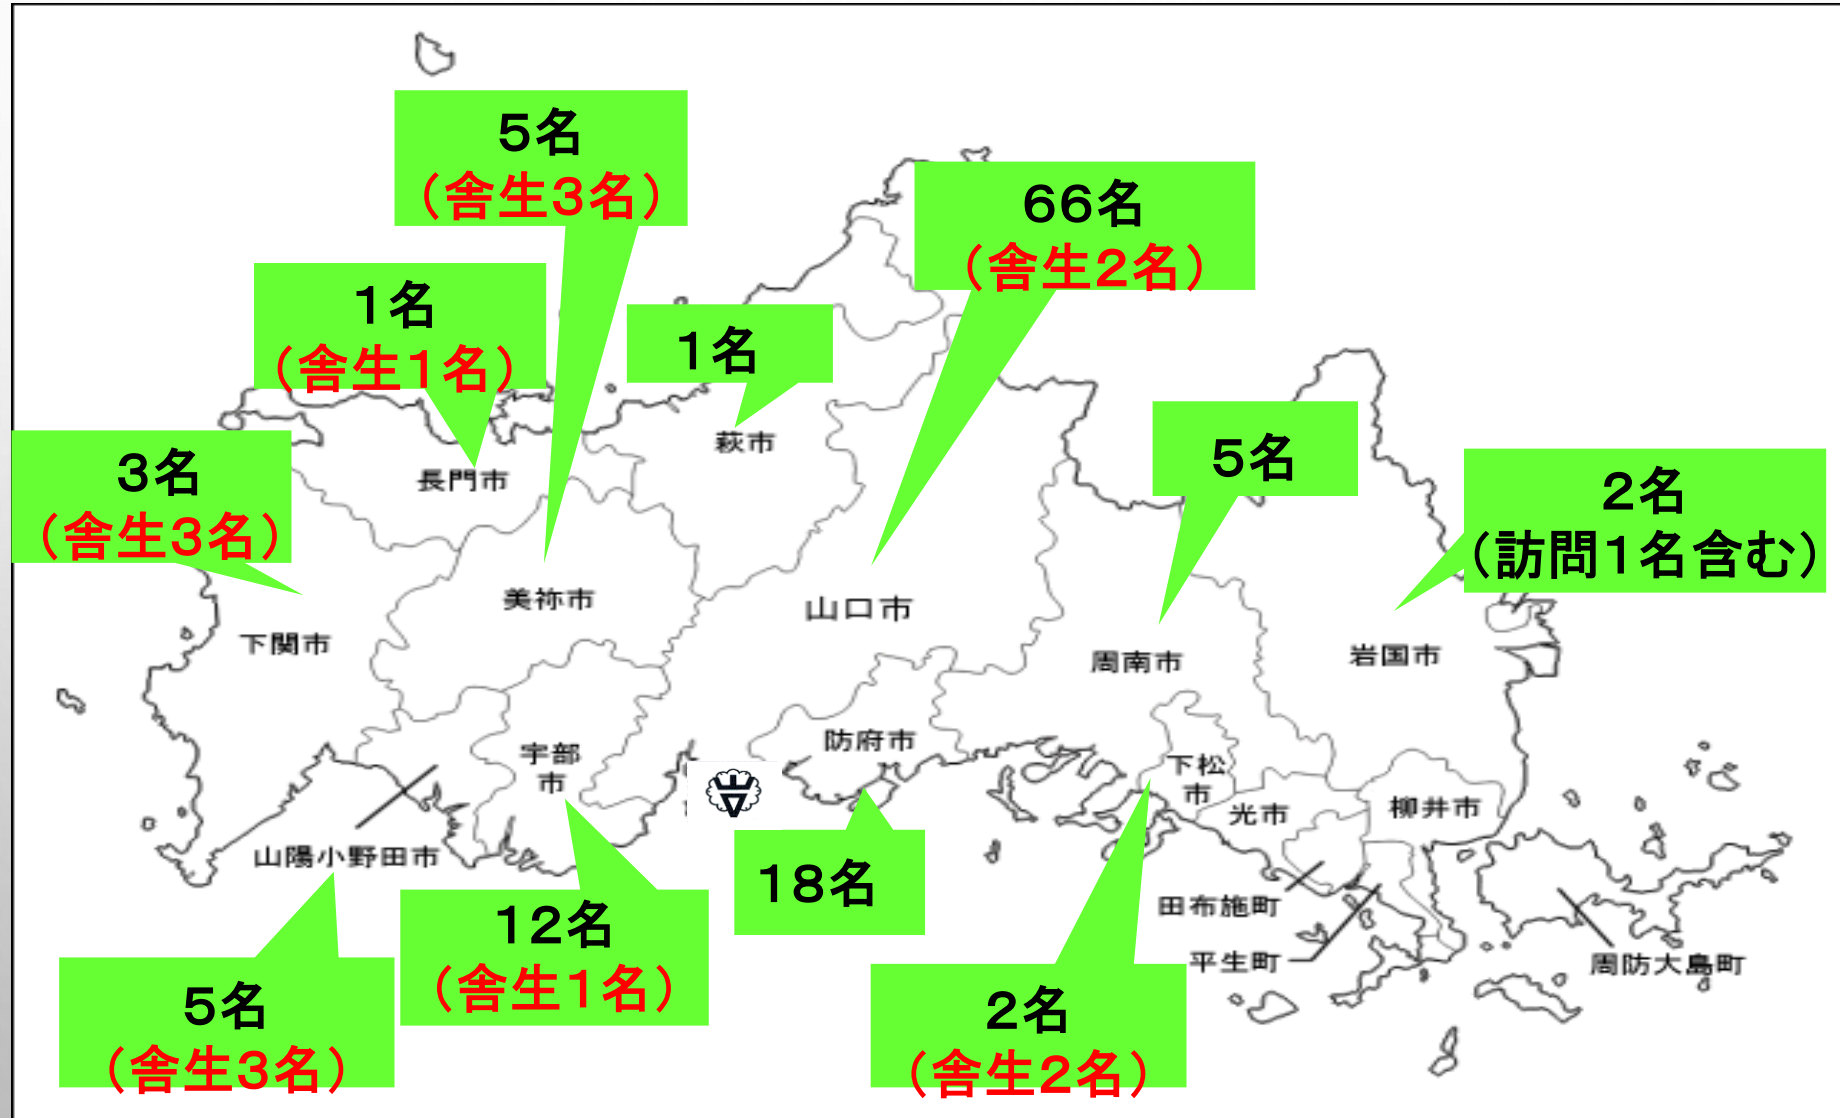 5名
（舎生3名）
66名
（舎生2名）
1名
（舎生1名）
1名
萩市
長門市
5名
3名
（舎生3名）
2名
（訪問1名含む）
美祢市
山口市
下関市
周南市
岩国市
防府市
宇部
市
下松
市
光市
柳井市
山陽小野田市
18名
田布施町
平生町
周防大島町
12名
（舎生1名）
5名
（舎生3名）
2名
（舎生2名）